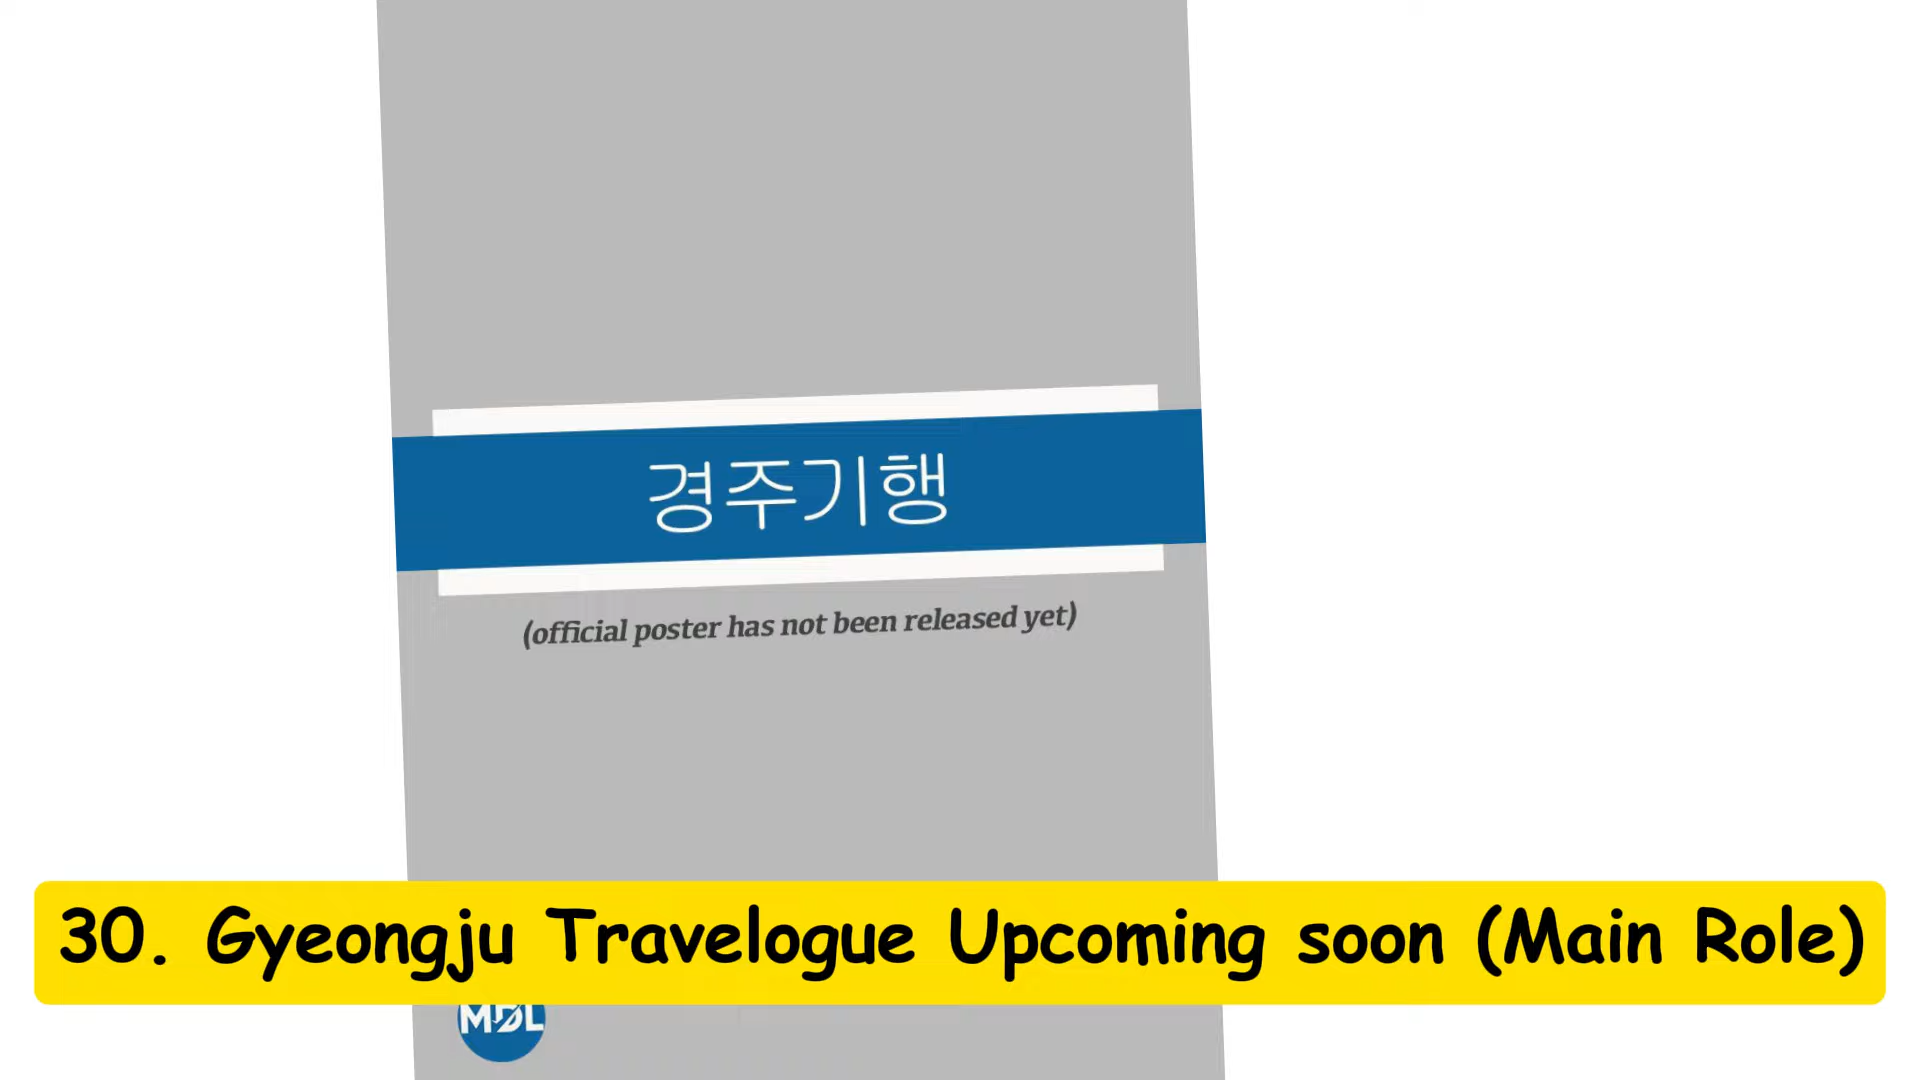 경주기행
(official poster has not been released yet)
30. Gyeongju Travelogue Upcoming soon (Main Role)
MDL